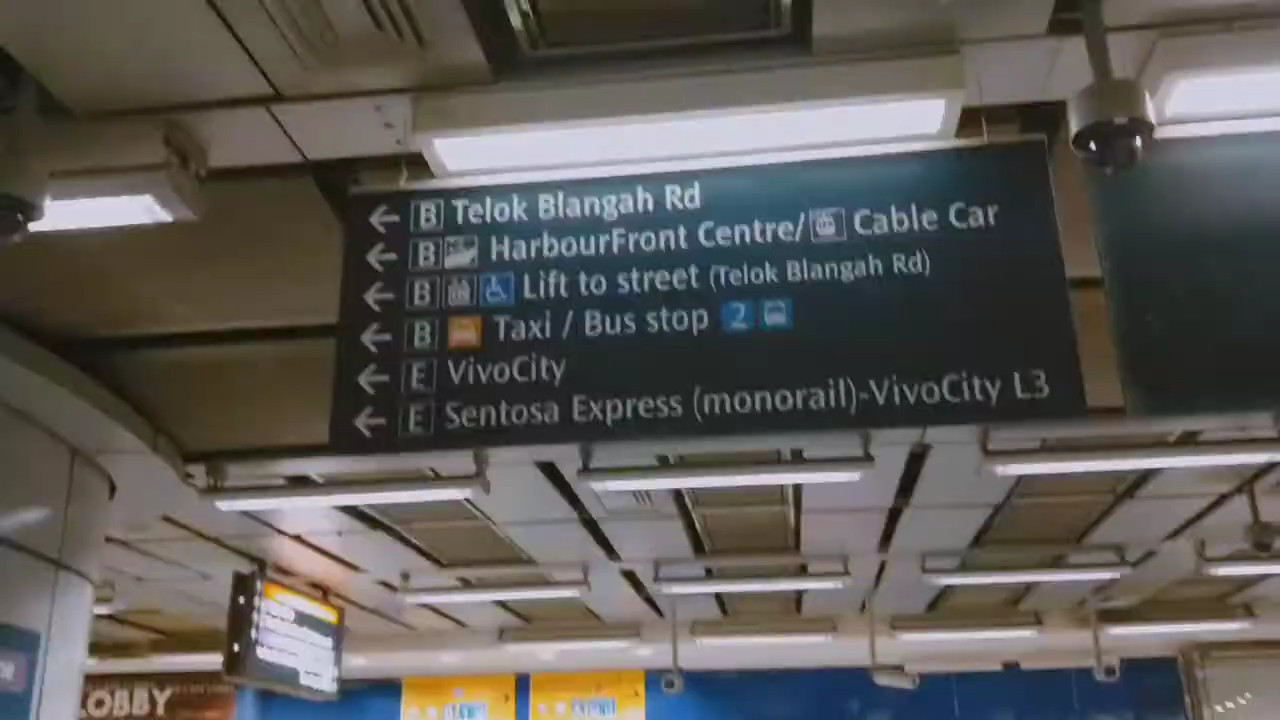 ← B Telok Blangah Rd
← B HarbourFront Centre/ Cable Car
← B Lift to street (Telok Blangah Rd)
← B Taxi / Bus stop 2
← E VivoCity
← E Sentosa Express (monorail)-VivoCity L3
LOBBY